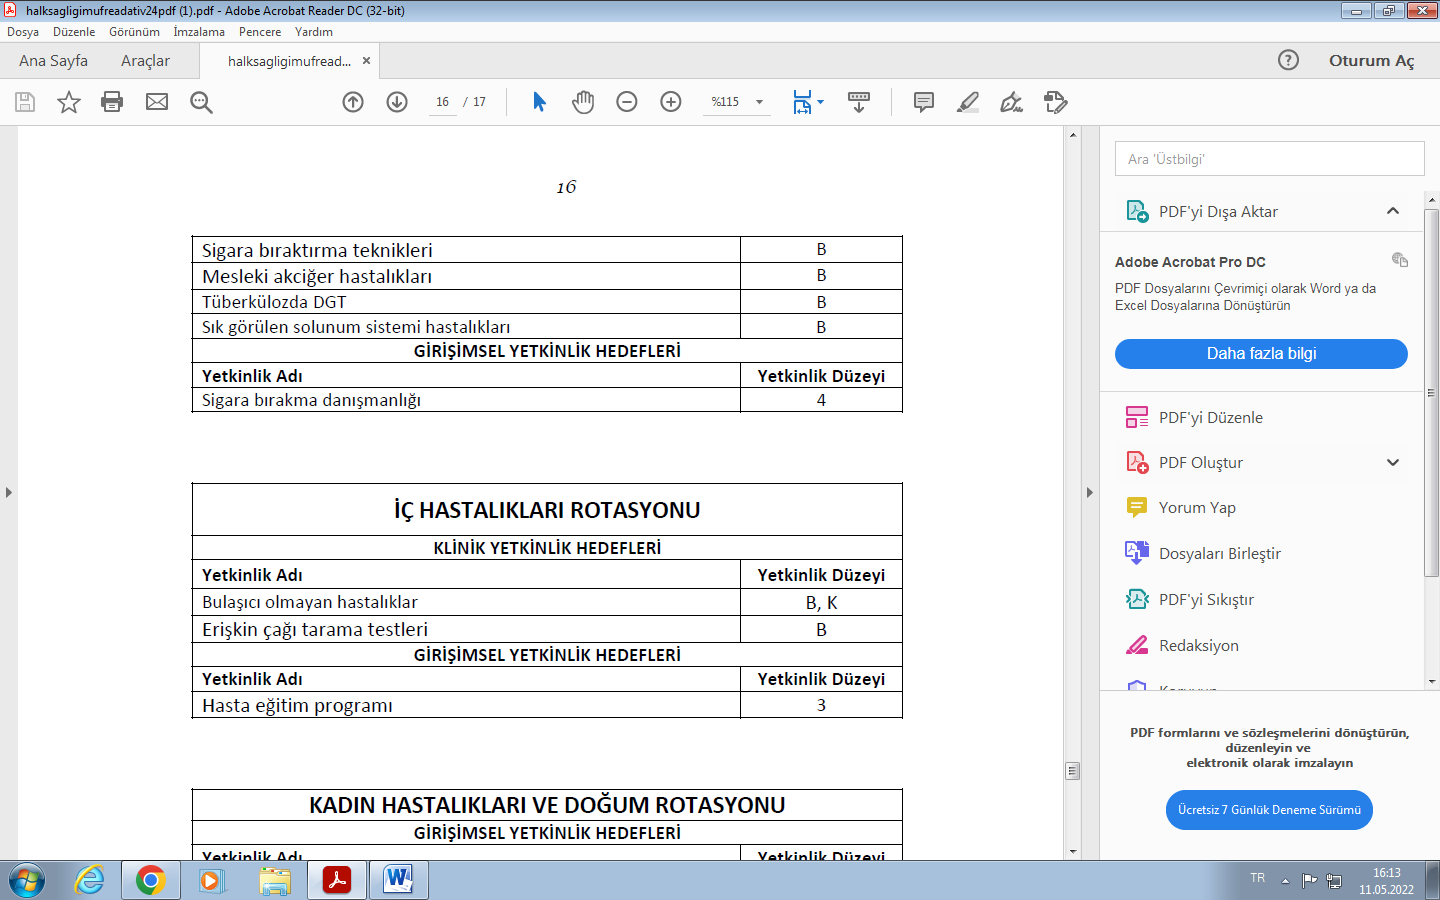 halksagligimufreadativ24pdf (1).pdf - Adobe Acrobat Reader DC (32-bit)
Dosya Düzenle Görünüm İmzalama Pencere Yardım
Ana Sayfa Araçlar halksagligimufread... × Oturum Aç
16 / 17 %115
16
Sigara bıraktırma teknikleri B
Mesleki akciğer hastalıkları B
Tüberkülozda DGT B
Sık görülen solunum sistemi hastalıkları B
GİRİŞİMSEL YETKİNLİK HEDEFLERİ
Yetkinlik Adı Yetkinlik Düzeyi
Sigara bırakma danışmanlığı 4
İÇ HASTALIKLARI ROTASYONU
KLİNİK YETKİNLİK HEDEFLERİ
Yetkinlik Adı Yetkinlik Düzeyi
Bulaşıcı olmayan hastalıklar B, K
Erişkin çağı tarama testleri B
GİRİŞİMSEL YETKİNLİK HEDEFLERİ
Yetkinlik Adı Yetkinlik Düzeyi
Hasta eğitim programı 3
KADIN HASTALIKLARI VE DOĞUM ROTASYONU
GİRİŞİMSEL YETKİNLİK HEDEFLERİ
Yetkinlik Adı Yetkinlik Düzeyi
Ara 'Üstbilgi'
PDF'yi Dışa Aktar
Adobe Acrobat Pro DC
PDF Dosyalarını Çevrimiçi olarak Word ya da
Excel Dosyalarına Dönüştürün
Daha fazla bilgi
PDF'yi Düzenle
PDF Oluştur
Yorum Yap
Dosyaları Birleştir
PDF'yi Sıkıştır
Redaksiyon
Koruyun
PDF formlarını ve sözleşmelerini dönüştürün,
düzenleyin ve
elektronik olarak imzalayın
Ücretsiz 7 Günlük Deneme Sürümü
TR 16:13
11.05.2022